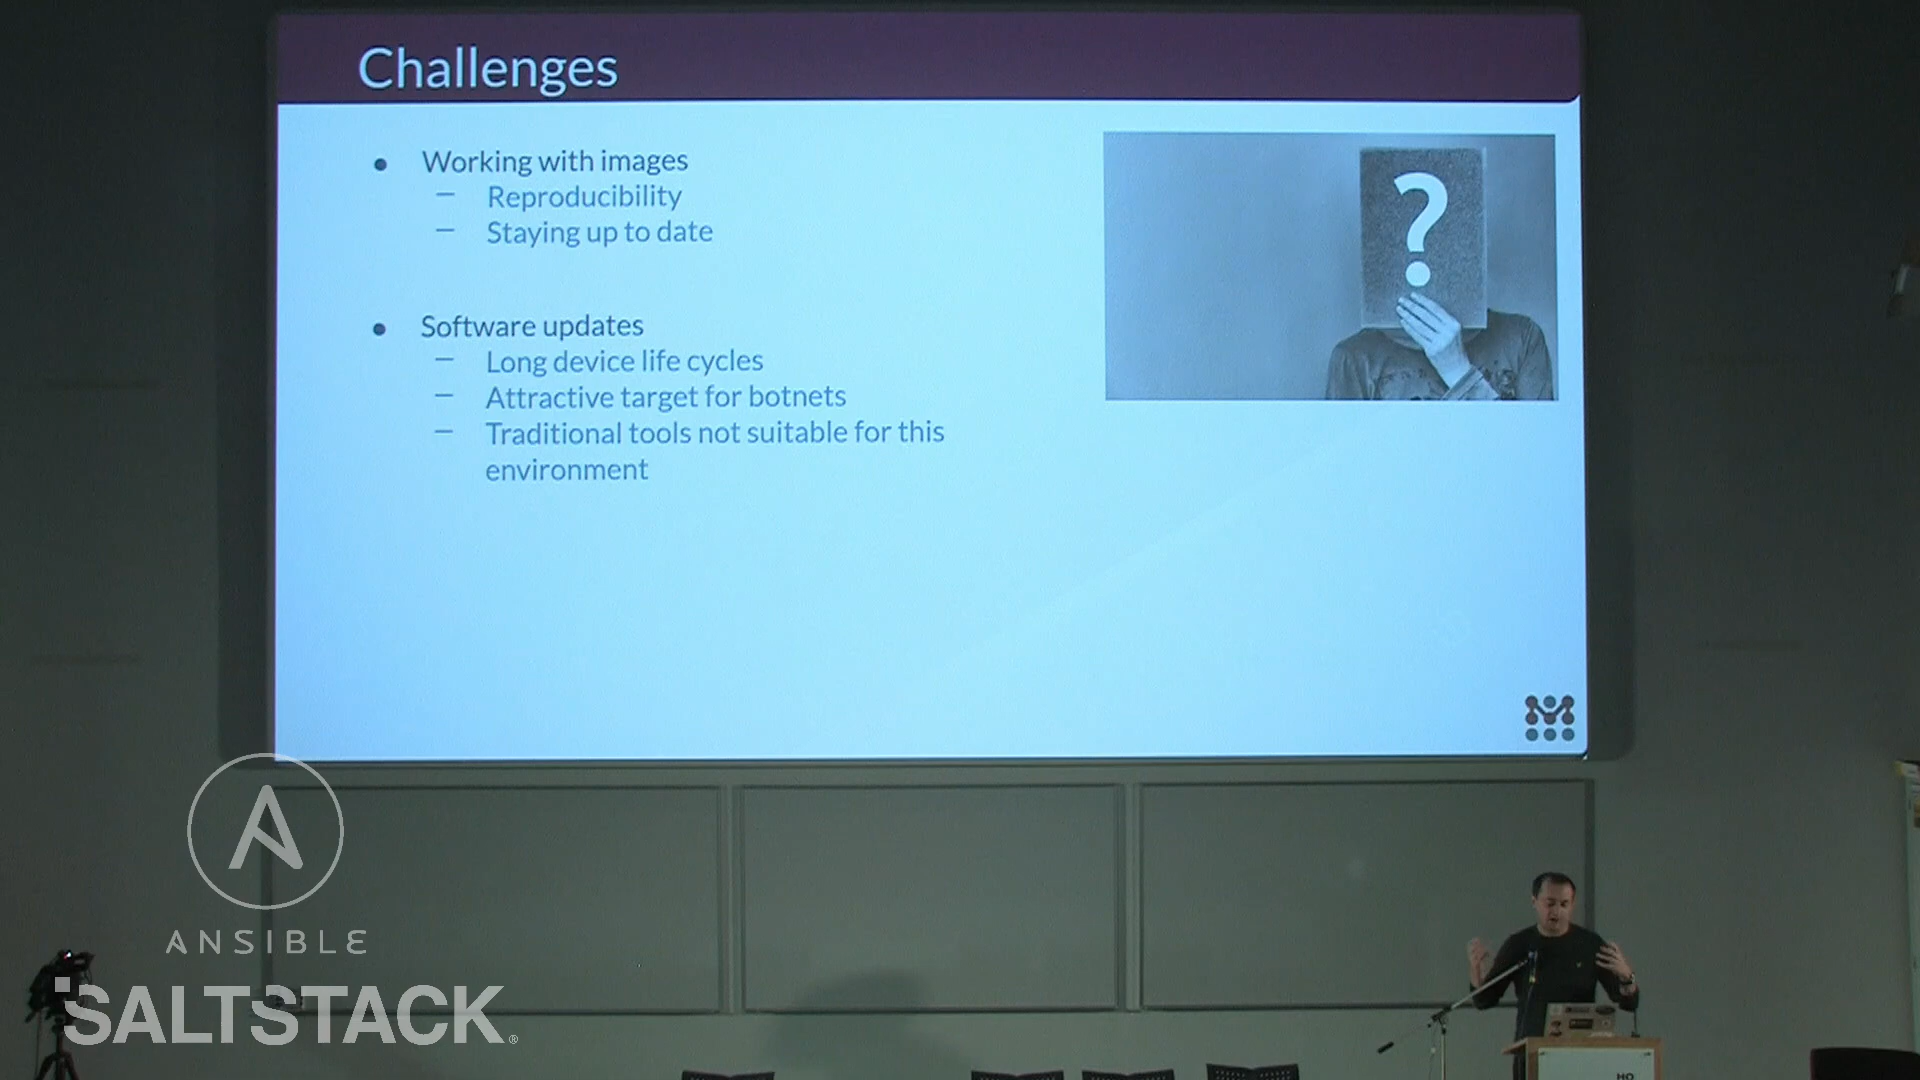 Challenges
● Working with images
– Reproducibility
– Staying up to date
● Software updates
– Long device life cycles
– Attractive target for botnets
– Traditional tools not suitable for this
environment
?
ANSIBLE
SALTSTACK®
HO